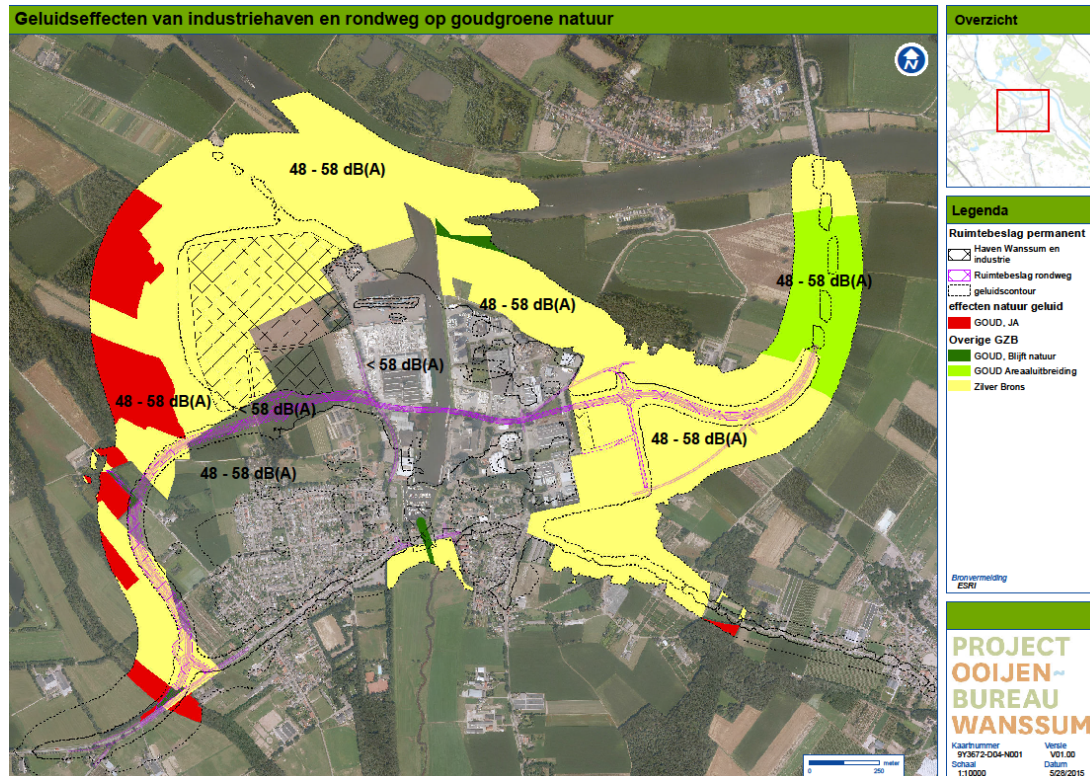 Geluidseffecten van industriehaven en rondweg op goudgroene natuur
N
48 - 58 dB(A)
48 - 58 dB(A)
48 - 58 dB(A)
< 58 dB(A)
48 - 58 dB(A)
< 58 dB(A)
48 - 58 dB(A)
48 - 58 dB(A)
meter
0 250
Overzicht
Legenda
Ruimtebeslag permanent
Haven Wanssum en
industrie
Ruimtebeslag rondweg
geluidscontour
effecten natuur geluid
GOUD, JA
Overige GZB
GOUD, Blijft natuur
GOUD Areaaluitbreiding
Zilver Brons
Bronvermelding
ESRI
PROJECT
OOIJEN-
BUREAU
WANSSUM
Kaartnummer Versie
9Y3672-D04-N001 V01.00
Schaal Datum
1:10000 5/28/2015